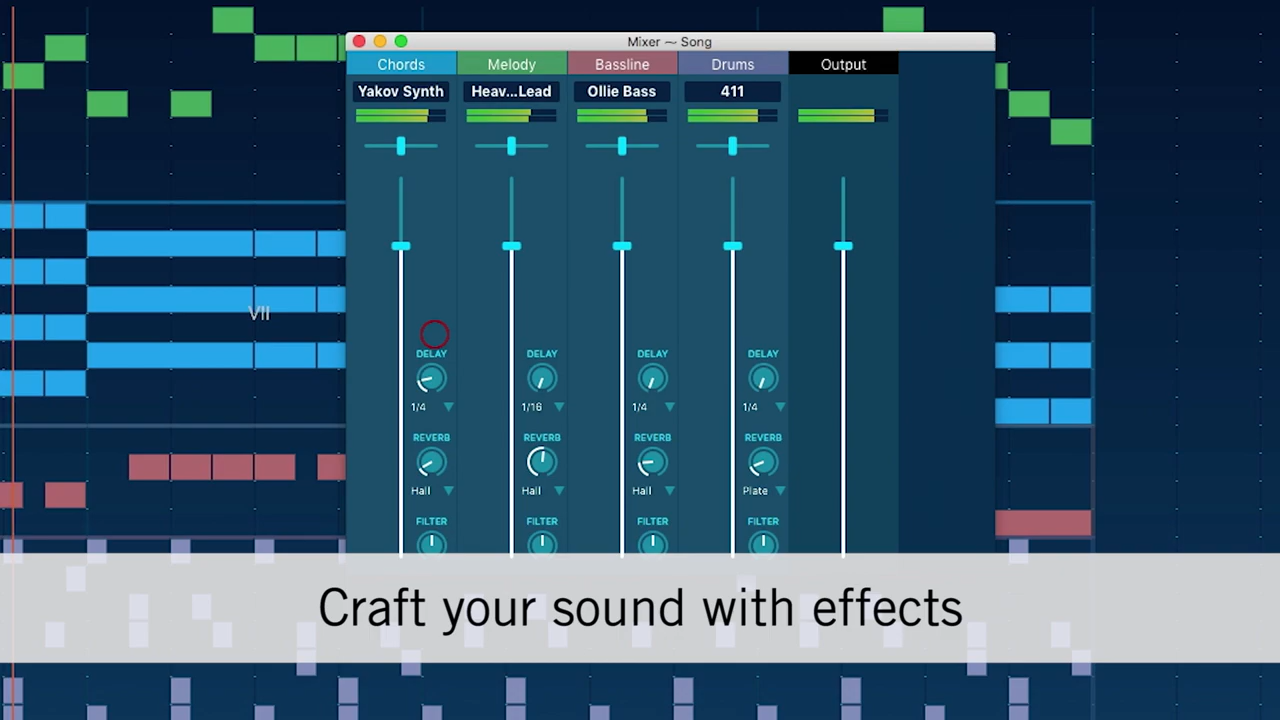 Mixer ~ Song
Chords Melody Bassline Drums Output
Yakov Synth Heav...Lead Ollie Bass 411
VII
DELAY DELAY DELAY DELAY
1/4 1/16 1/4 1/4
REVERB REVERB REVERB REVERB
Hall Hall Hall Plate
FILTER FILTER FILTER FILTER
Craft your sound with effects